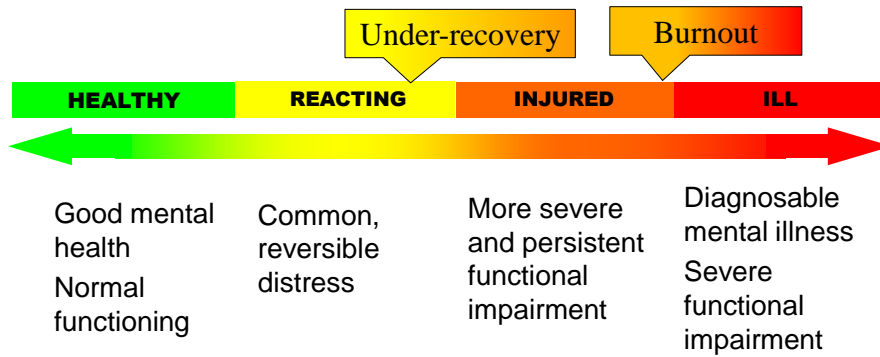 Under-recovery
Burnout
HEALTHY
REACTING
INJURED
ILL
Good mental
health
Normal
functioning
Common,
reversible
distress
More severe
and persistent
functional
impairment
Diagnosable
mental illness
Severe
functional
impairment